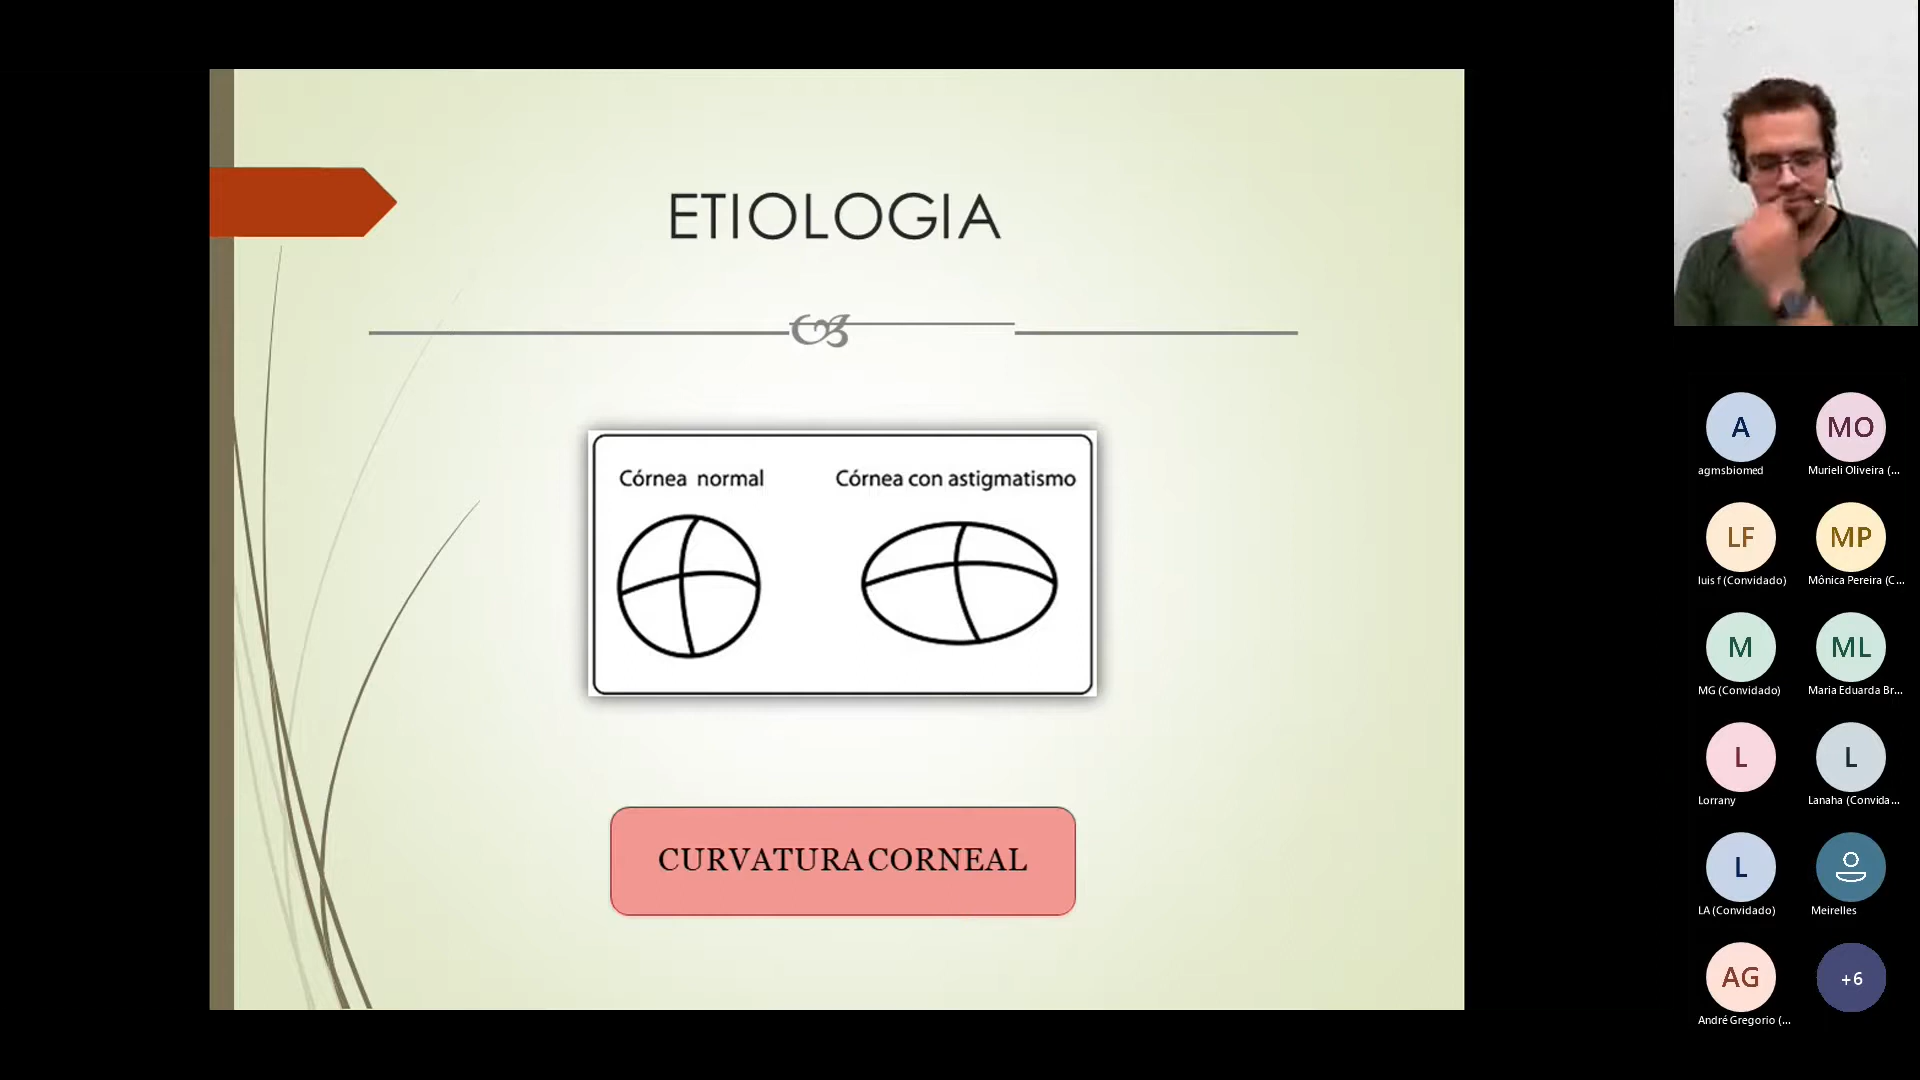 ETIOLOGIA
Córnea normal
Córnea con astigmatismo
CURVATURA CORNEAL
A
agmsbiomed
MO
Murieli Oliveira (...
LF
luis f (Convidado)
MP
Mônica Pereira (C...
M
MG (Convidado)
ML
Maria Eduarda Br...
L
Lorrany
L
Lanaha (Convida...
L
LA (Convidado)
Meirelles
AG
André Gregorio (...
+6